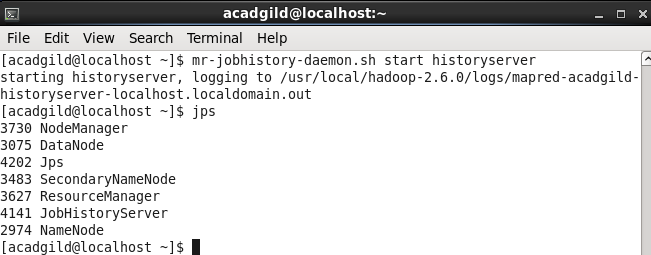 acadgild@localhost:~
File Edit View Search Terminal Help
[acadgild@localhost ~]$ mr-jobhistory-daemon.sh start historyserver
starting historyserver, logging to /usr/local/hadoop-2.6.0/logs/mapred-acadgild-
historyserver-localhost.localdomain.out
[acadgild@localhost ~]$ jps
3730 NodeManager
3075 DataNode
4202 Jps
3483 SecondaryNameNode
3627 ResourceManager
4141 JobHistoryServer
2974 NameNode
[acadgild@localhost ~]$